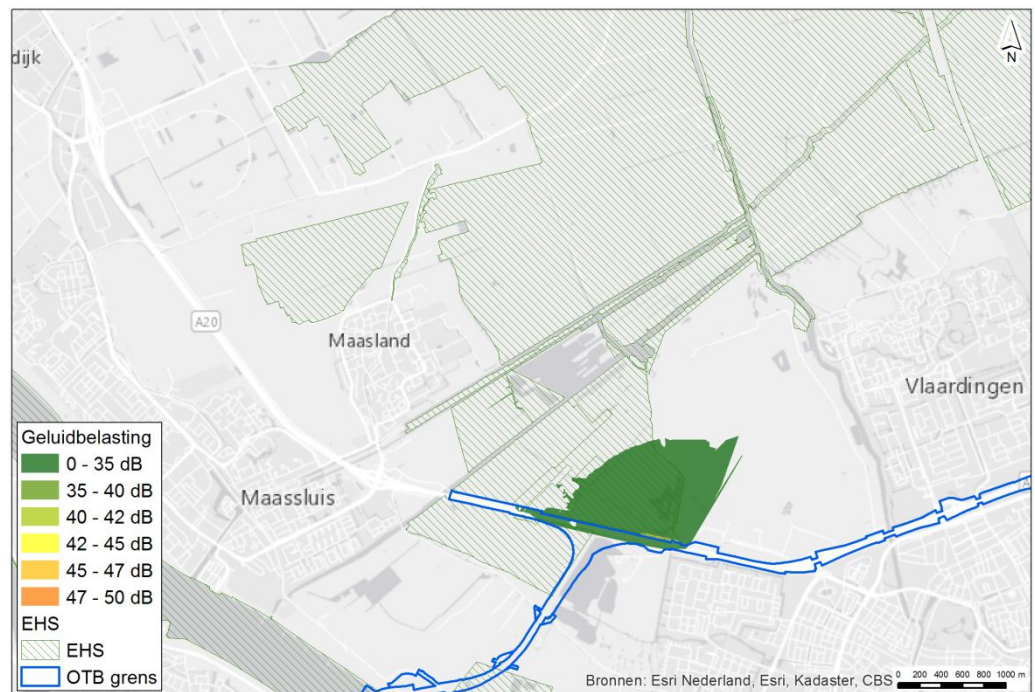 dijk
N
A20
Maasland
Vlaardingen
Maassluis
Geluidbelasting
0 - 35 dB
35 - 40 dB
40 - 42 dB
42 - 45 dB
45 - 47 dB
47 - 50 dB
EHS
EHS
OTB grens
Bronnen: Esri Nederland, Esri, Kadaster, CBS
0 200 400 600 800 1000 m